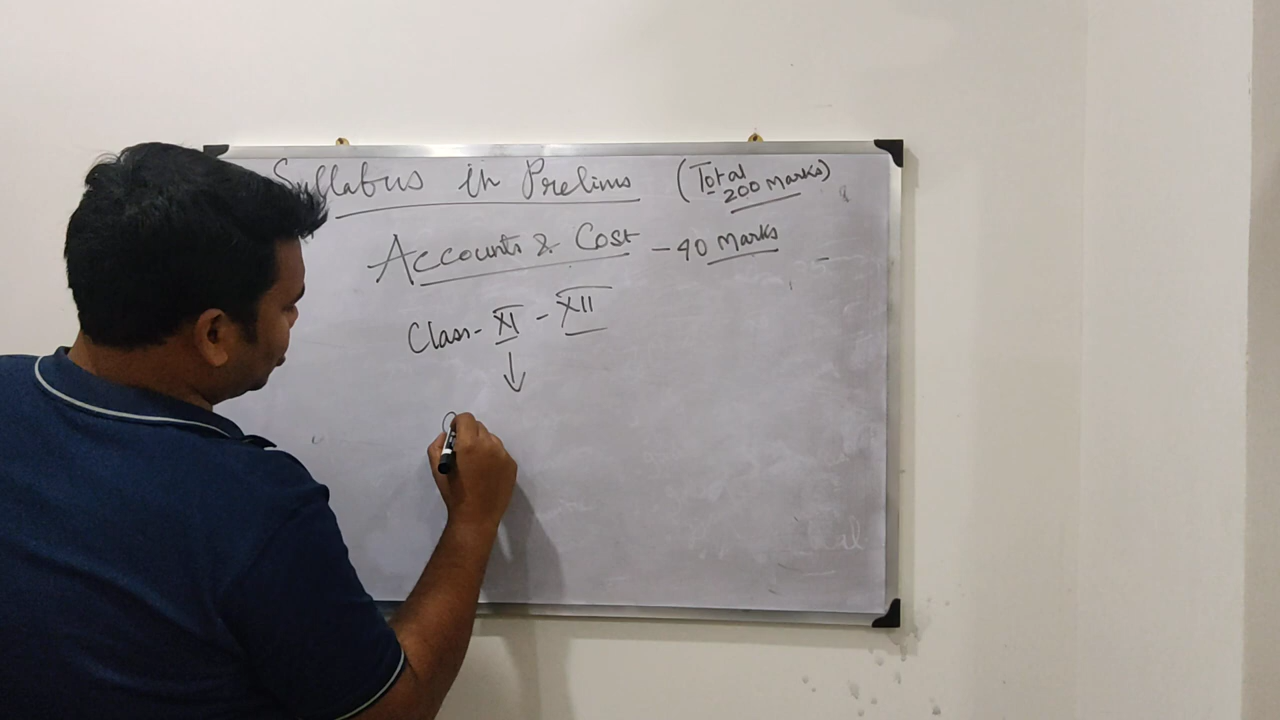 Syllabus in Prelims (Total 200 Marks)
Accounts & Cost - 40 Marks
Class - XI - XII